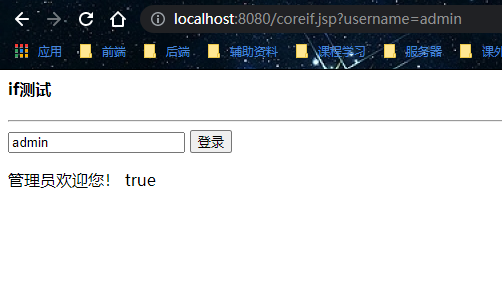 localhost:8080/coreif.jsp?username=admin
应用 前端 后端 辅助资料 课程学习 服务器 课外
if测试
admin 登录
管理员欢迎您! true